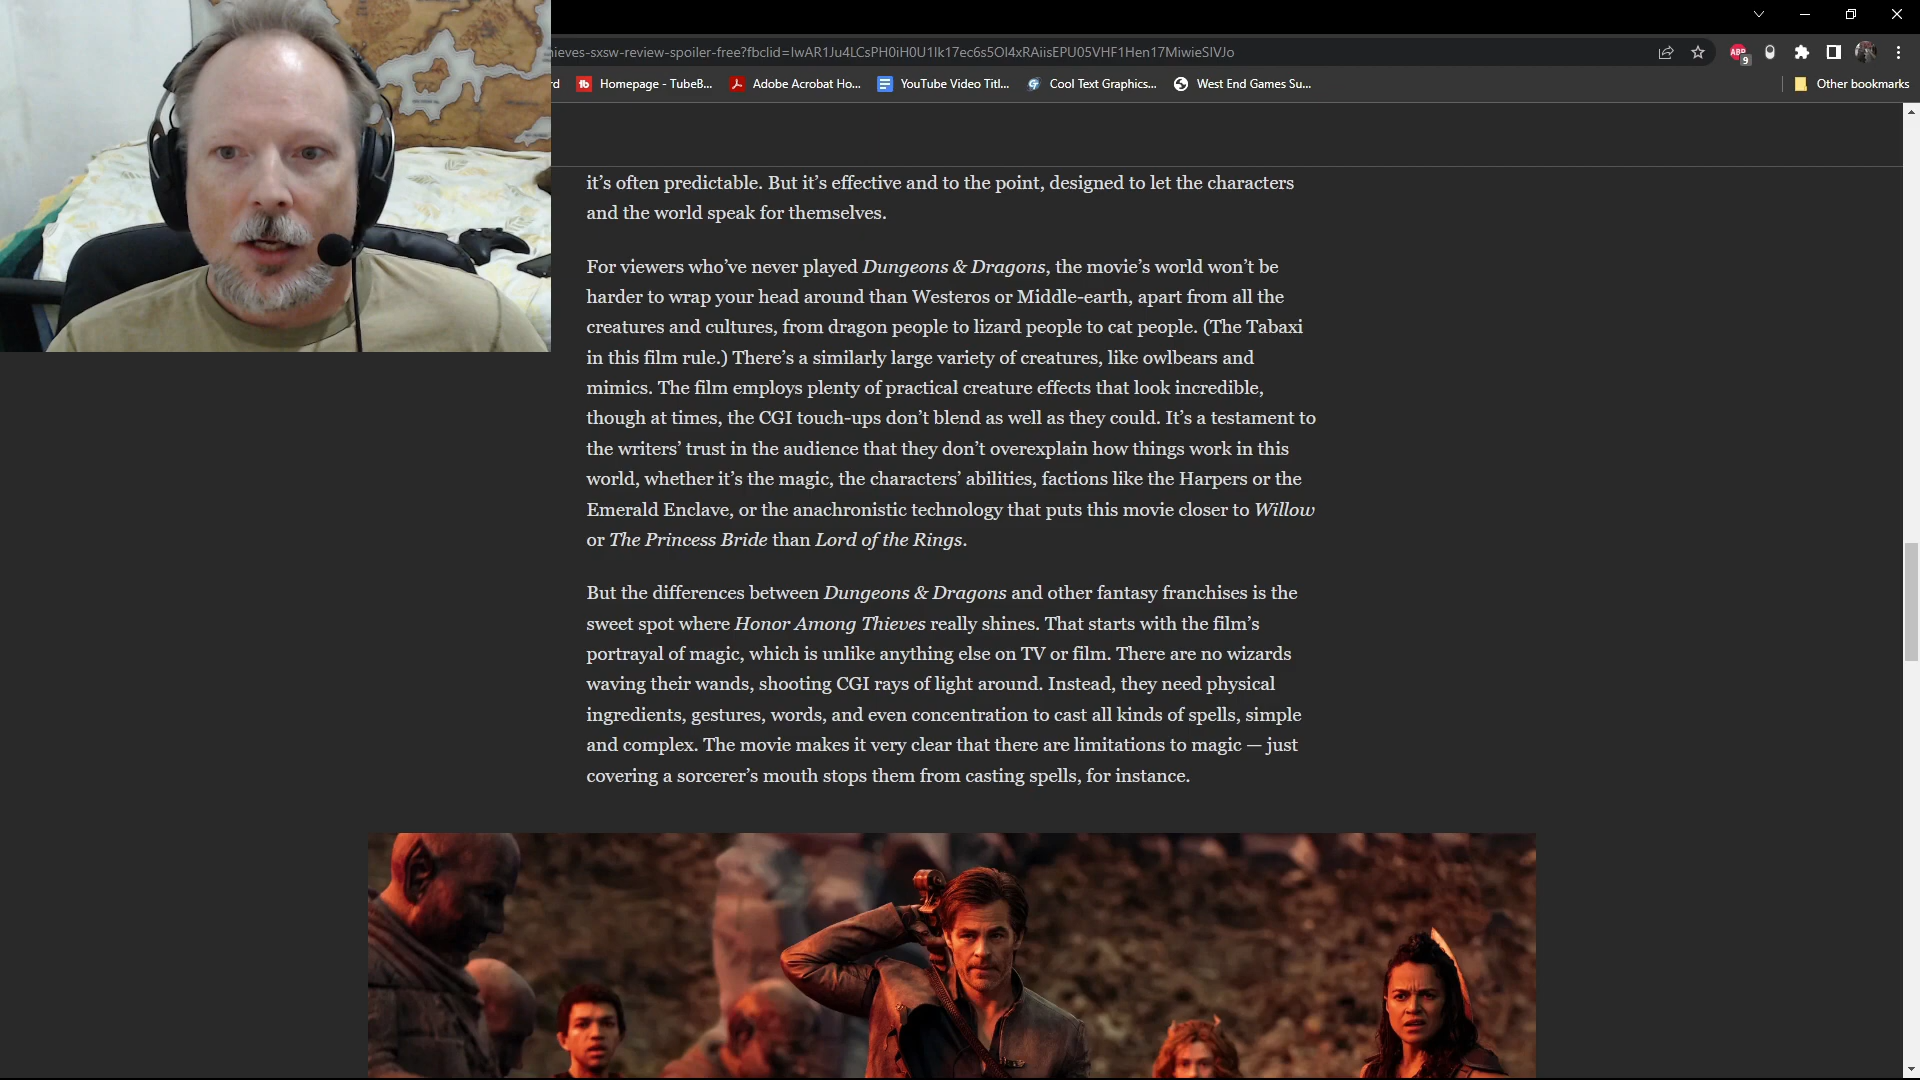 ieves-sxsw-review-spoiler-free?fbclid=IwAR1Ju4LCsPH0iH0U1Ik17ec6s5Ol4xRAiisEPU05VHF1Hen17MiwieSIVJo
ABP
9
rd
Homepage - TubeB...
Adobe Acrobat Ho...
YouTube Video Titl...
Cool Text Graphics...
West End Games Su...
Other bookmarks
it’s often predictable. But it’s effective and to the point, designed to let the characters
and the world speak for themselves.
For viewers who’ve never played Dungeons & Dragons, the movie’s world won’t be
harder to wrap your head around than Westeros or Middle-earth, apart from all the
creatures and cultures, from dragon people to lizard people to cat people. (The Tabaxi
in this film rule.) There’s a similarly large variety of creatures, like owlbears and
mimics. The film employs plenty of practical creature effects that look incredible,
though at times, the CGI touch-ups don’t blend as well as they could. It’s a testament to
the writers’ trust in the audience that they don’t overexplain how things work in this
world, whether it’s the magic, the characters’ abilities, factions like the Harpers or the
Emerald Enclave, or the anachronistic technology that puts this movie closer to Willow
or The Princess Bride than Lord of the Rings.
But the differences between Dungeons & Dragons and other fantasy franchises is the
sweet spot where Honor Among Thieves really shines. That starts with the film’s
portrayal of magic, which is unlike anything else on TV or film. There are no wizards
waving their wands, shooting CGI rays of light around. Instead, they need physical
ingredients, gestures, words, and even concentration to cast all kinds of spells, simple
and complex. The movie makes it very clear that there are limitations to magic — just
covering a sorcerer’s mouth stops them from casting spells, for instance.